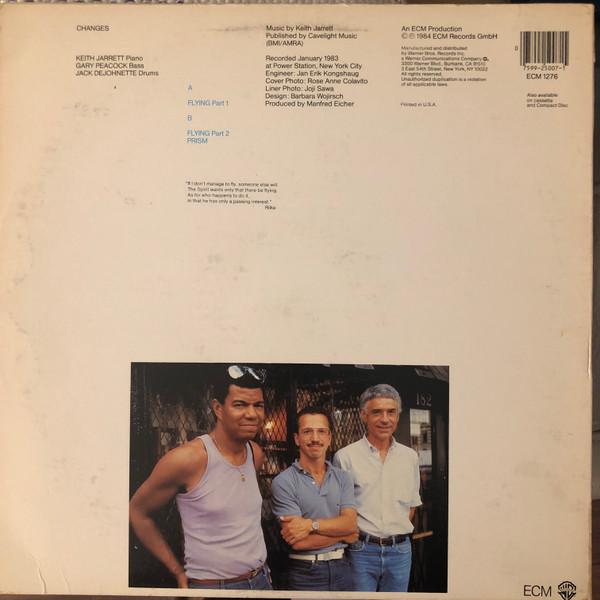 CHANGES
KEITH JARRETT Piano
GARY PEACOCK Bass
JACK DEJOHNETTE Drums
A
FLYING Part 1
B
FLYING Part 2
PRISM
"If I don't manage to fly, someone else will.
The Spirit wants only that there be flying.
As for who happens to do it,
in that he has only a passing interest."
Rilke
Music by Keith Jarrett
Published by Cavelight Music
(BMI/AMRA)
Recorded January 1983
at Power Station, New York City
Engineer: Jan Erik Kongshaug
Cover Photo: Rose Anne Colavito
Liner Photo: Joji Sawa
Design: Barbara Wojirsch
Produced by Manfred Eicher
An ECM Production
Ⓟ © 1984 ECM Records GmbH
Manufactured and distributed
by Warner Bros. Records Inc.,
a Warner Communications Company
3300 Warner Blvd., Burbank, CA 91510
3 East 54th Street, New York, NY 10022
All rights reserved.
Unauthorized duplication is a violation
of all applicable laws.
Printed in U.S.A.
0
7599-25007-1
ECM 1276
Also available
on cassette
and Compact Disc
182
ECM